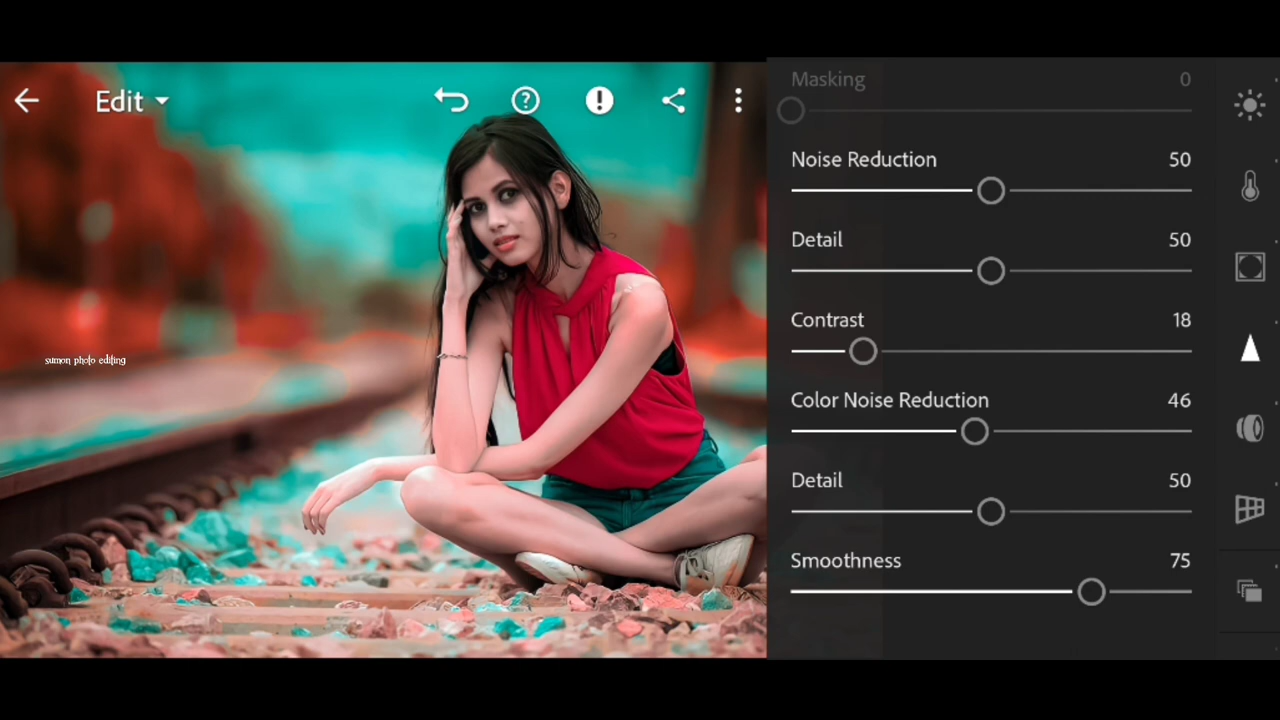 Edit
sumon photo editing
Masking 0
Noise Reduction 50
Detail 50
Contrast 18
Color Noise Reduction 46
Detail 50
Smoothness 75